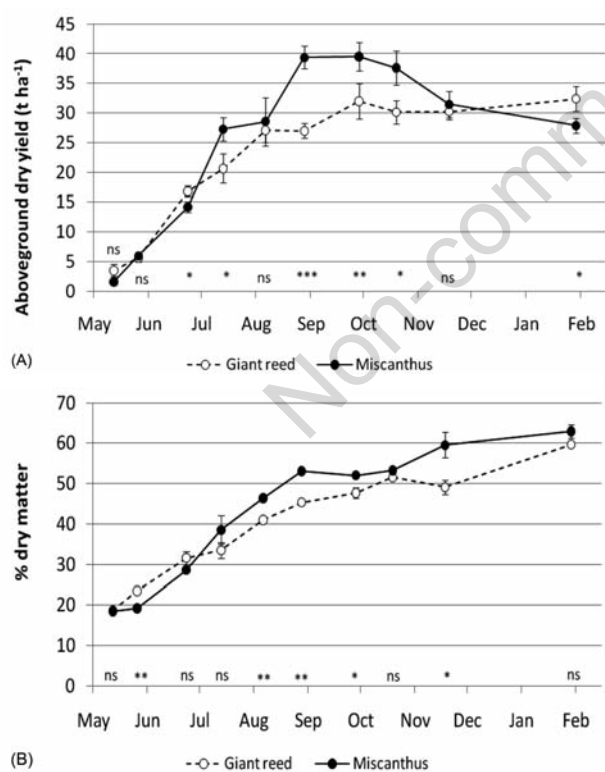 45
40
35
30
25
20
15
10
5
0
Aboveground dry yield (t ha⁻¹)
ns
ns
*
*
ns
***
**
*
ns
*
May Jun Jul Aug Sep Oct Nov Dec Jan Feb
(A)
Giant reed Miscanthus
Non-comm
70
60
50
40
30
20
10
0
% dry matter
ns ** ns ns ** ** * ns * ns
May Jun Jul Aug Sep Oct Nov Dec Jan Feb
(B)
Giant reed Miscanthus